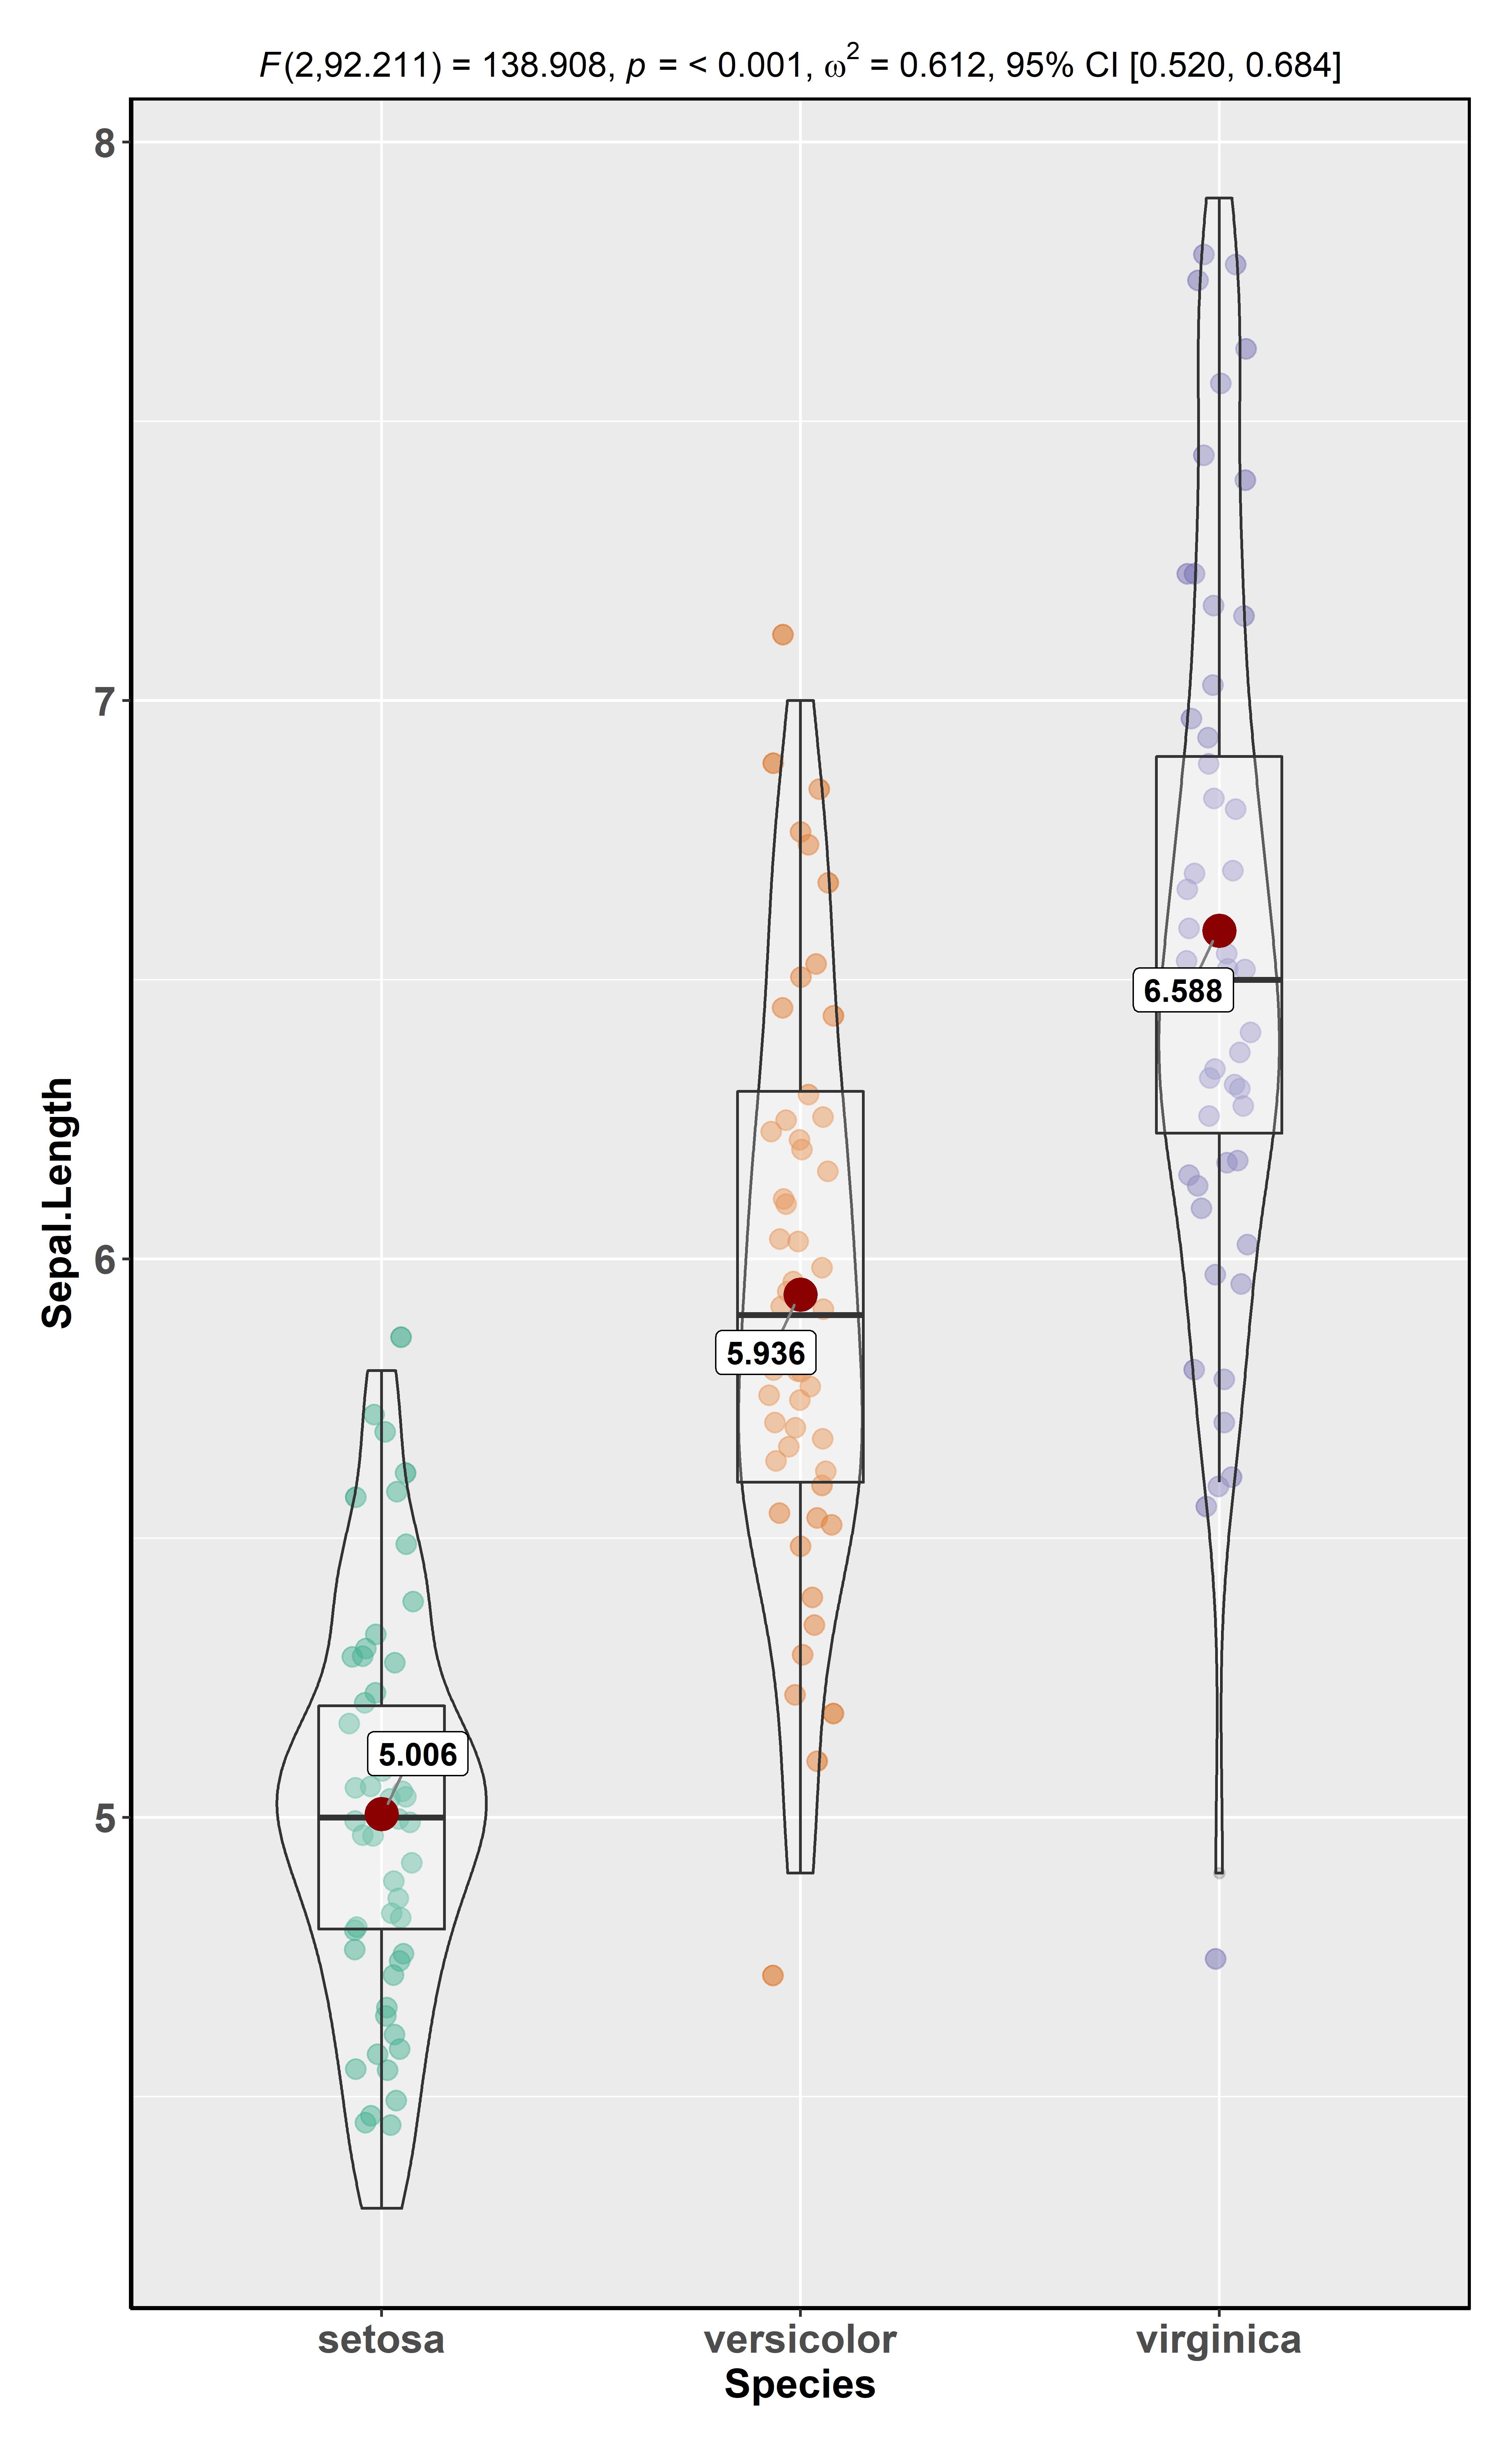 F(2,92.211) = 138.908, p = < 0.001, ω² = 0.612, 95% CI [0.520, 0.684]
8
7
6.588
Sepal.Length
6
5.936
5.006
5
setosa versicolor virginica
Species